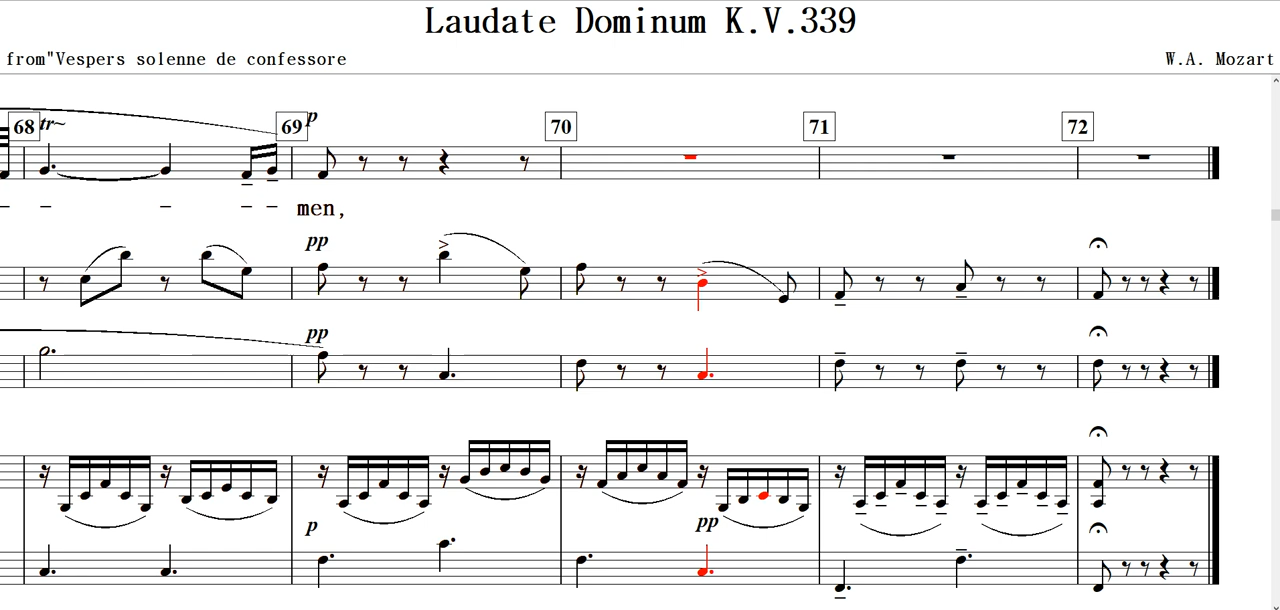 Laudate Dominum K.V.339
from"Vespers solenne de confessore
W.A. Mozart
68 69 70 71 72
tr~ p
men,
pp
pp
p pp